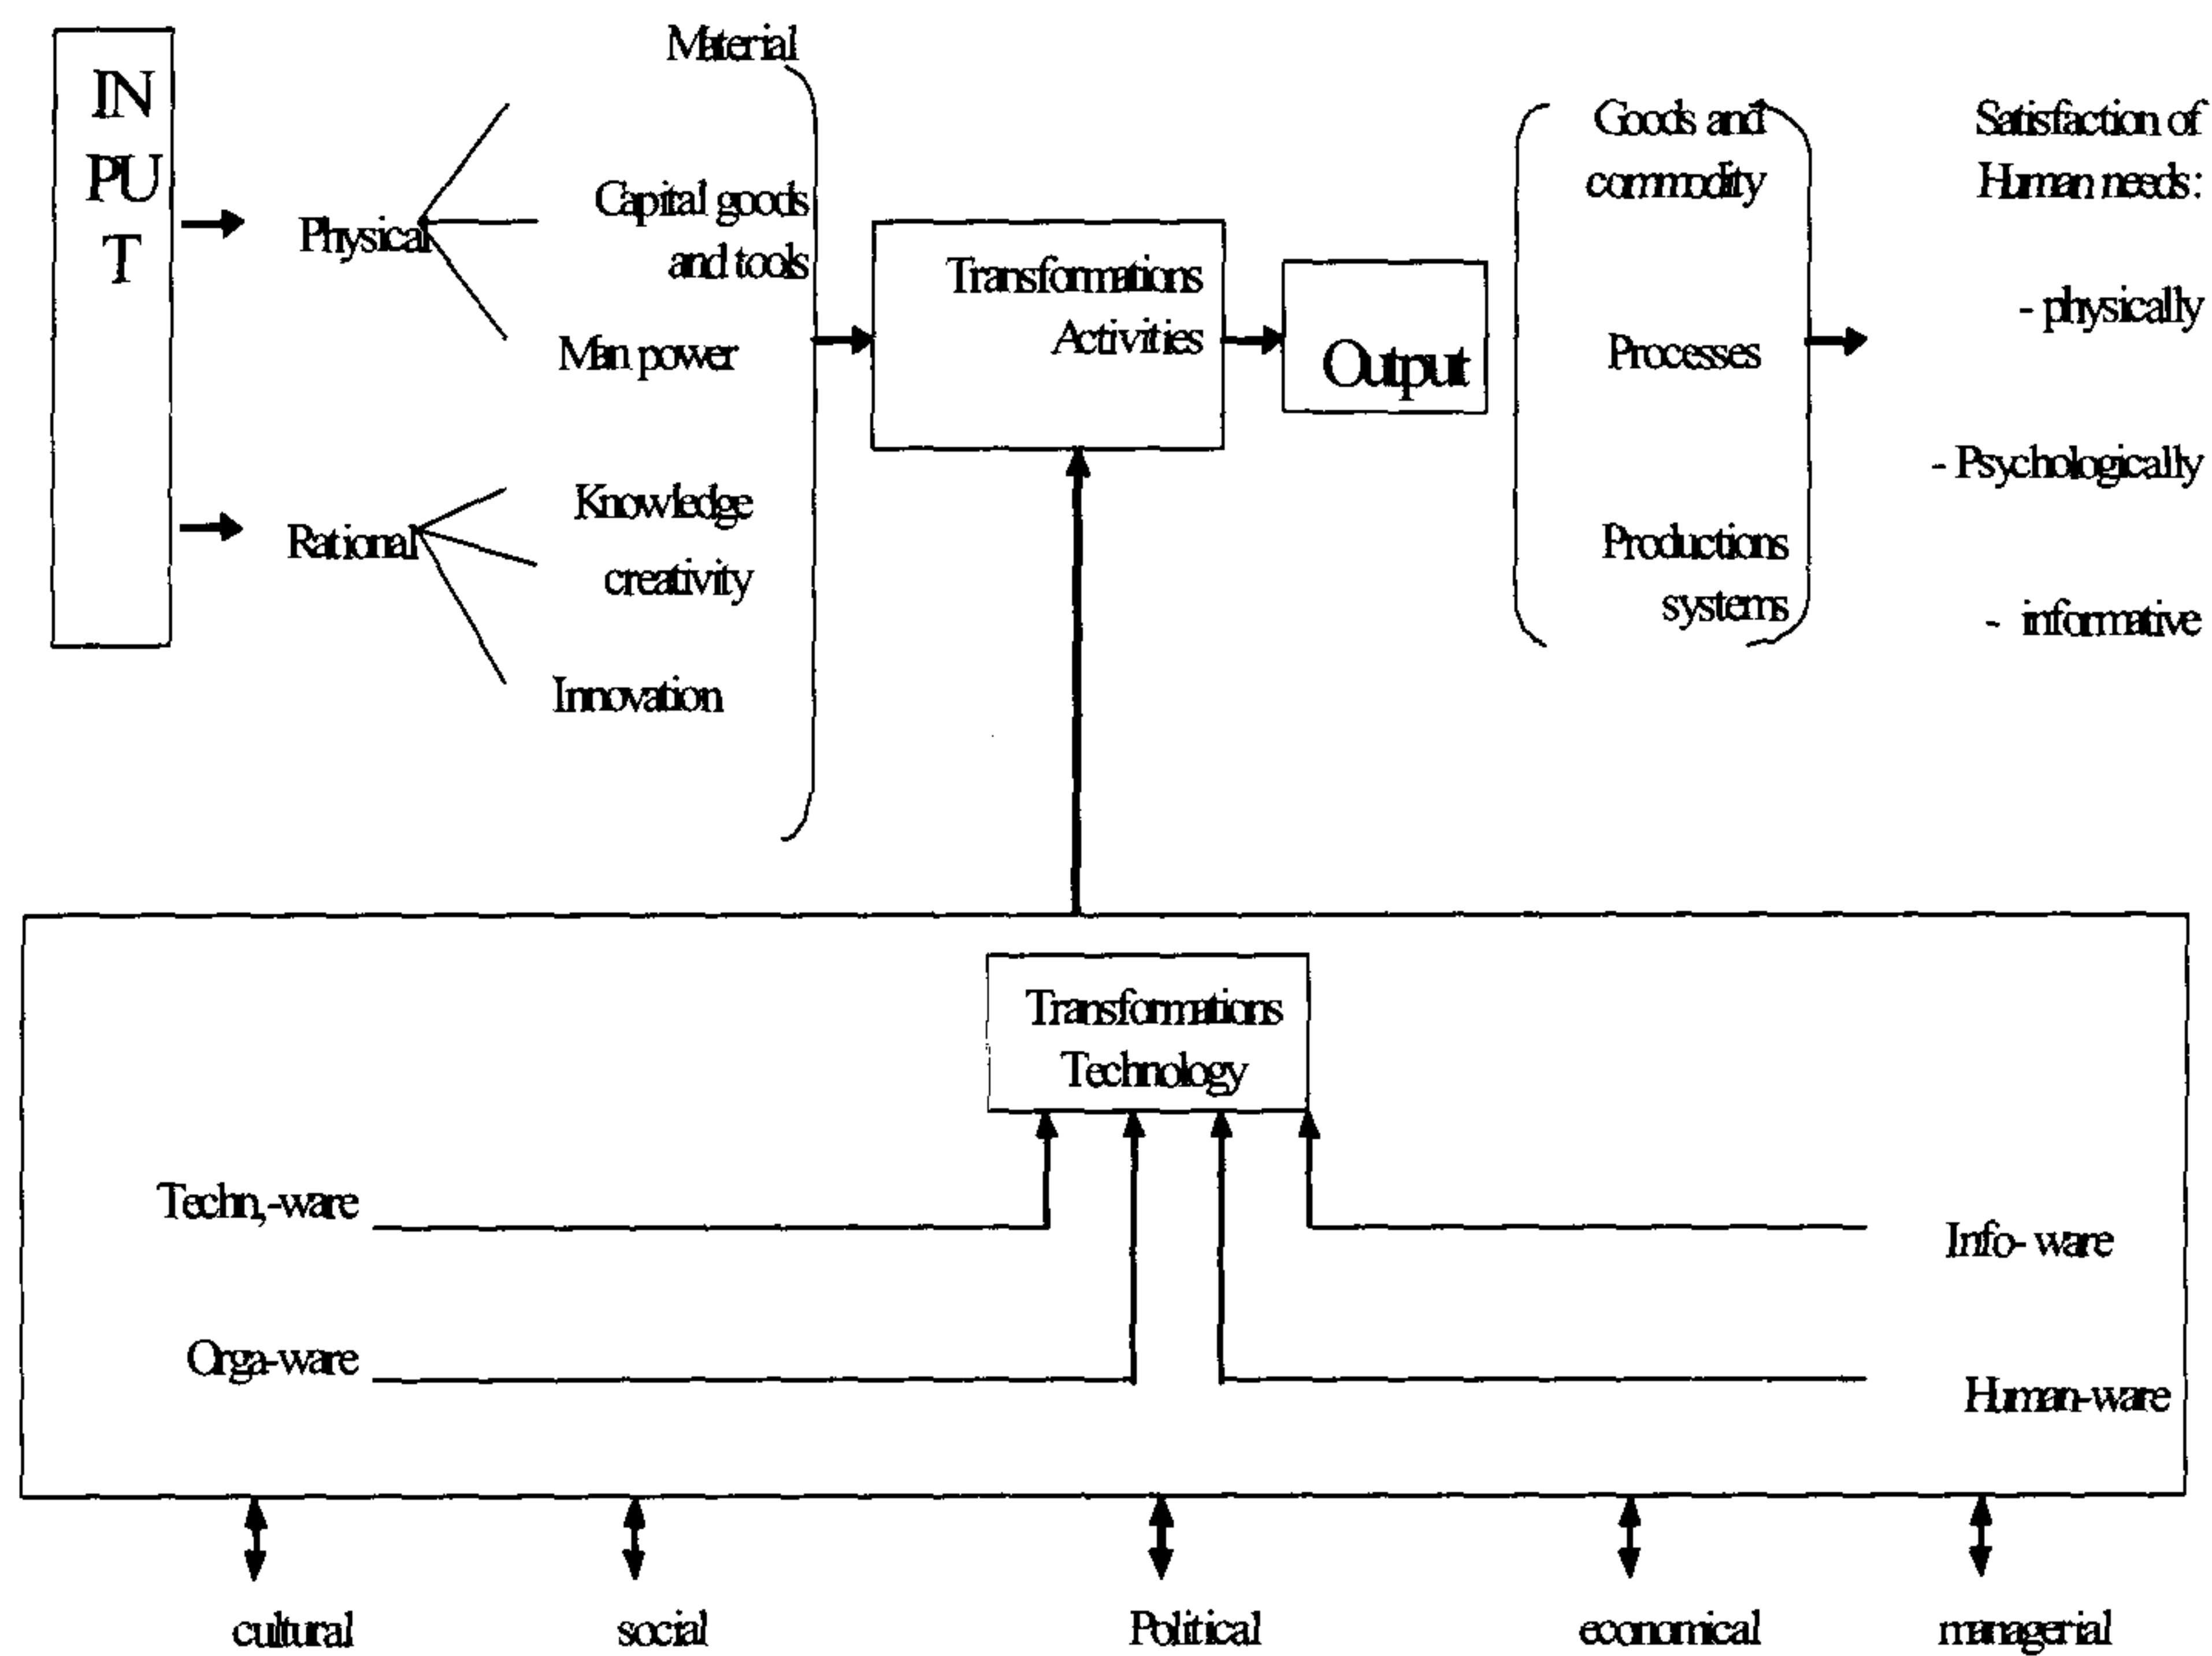 IN
PU
T
Physical
Rational
Material
Capital goods
and tools
Man power
Knowledge
creativity
Innovation
Transformations
Activities
Output
Goods and
commodity
Processes
Productions
systems
Satisfaction of
Human needs:
- physically
- Psychologically
- informative
Transformations
Technology
Techn,-ware
Orga-ware
Info- ware
Human-ware
cultural
social
Political
economical
managerial